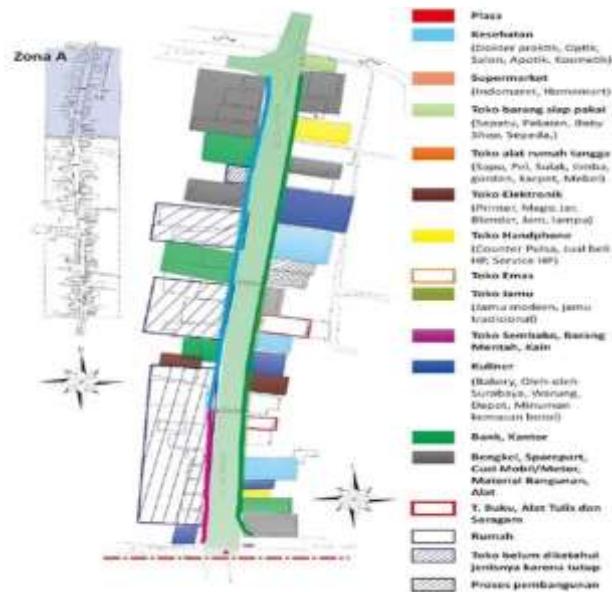 Zona A
Plasa
Kesehatan
(Dokter praktik, Optik,
Salon, Apotik, Kosmetik)
Supermarket
(Indomaret, Homemart)
Toko barang siap pakai
(Sepatu, Pakaian, Baby
Shop, Sepeda,)
Toko alat rumah tangga
(Sapu, Pel, Sulak, timba,
gorden, karpet, Mebel)
Toko Elektronik
(Printer, Magic jar,
Blender, Jam, lampu)
Toko Handphone
(Counter Pulsa, Jual beli
HP, Service HP)
Toko Emas
Toko Jamu
(Jamu modern, jamu
tradisional)
Toko Sembako, Barang
Mentah, Kain
Kuliner
(Bakery, Oleh-oleh
Surabaya, Warung,
Depot, Minuman
kemasan botol)
Bank, Kantor
Bengkel, Sparepart,
Cuci Mobil/Motor,
Material Bangunan,
Alat
T. Buku, Alat Tulis dan
Seragam
Rumah
Toko belum diketahui
jenisnya karena tutup
Proses pembangunan